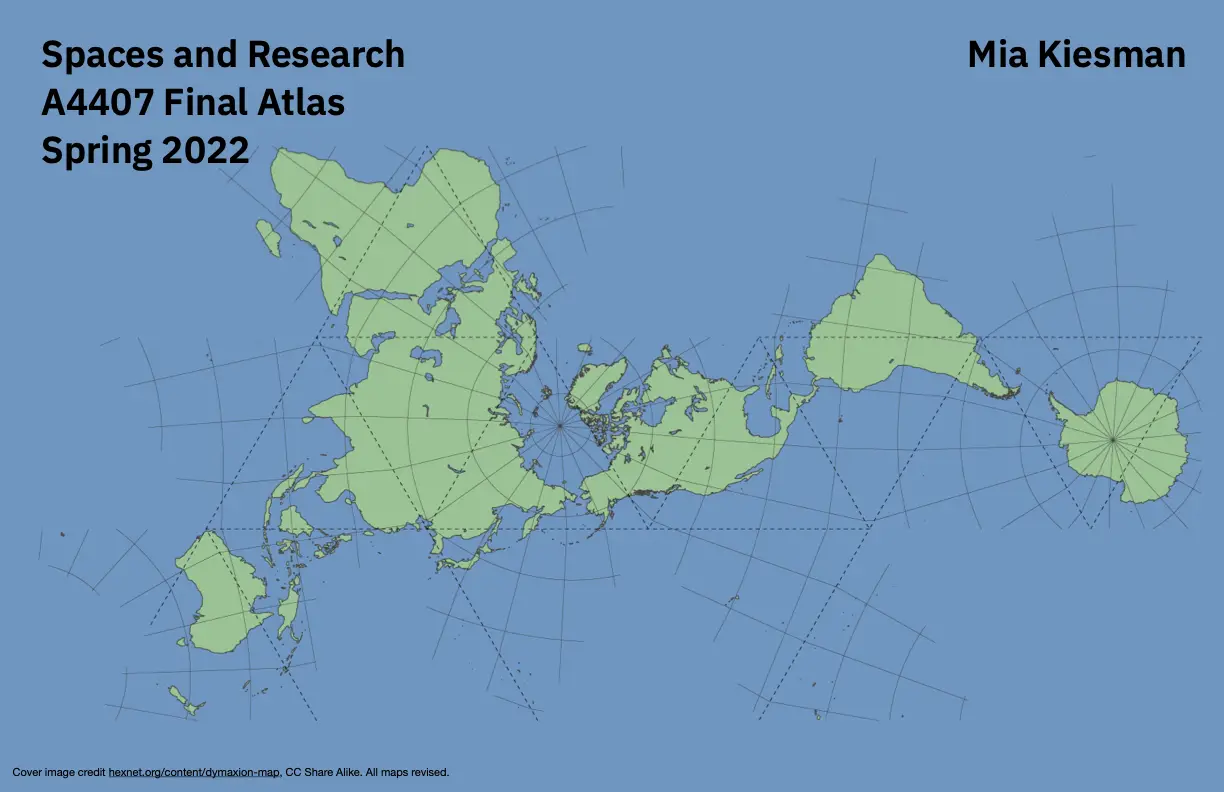 Spaces and Research
A4407 Final Atlas
Spring 2022
Mia Kiesman
Cover image credit hexnet.org/content/dymaxion-map, CC Share Alike. All maps revised.